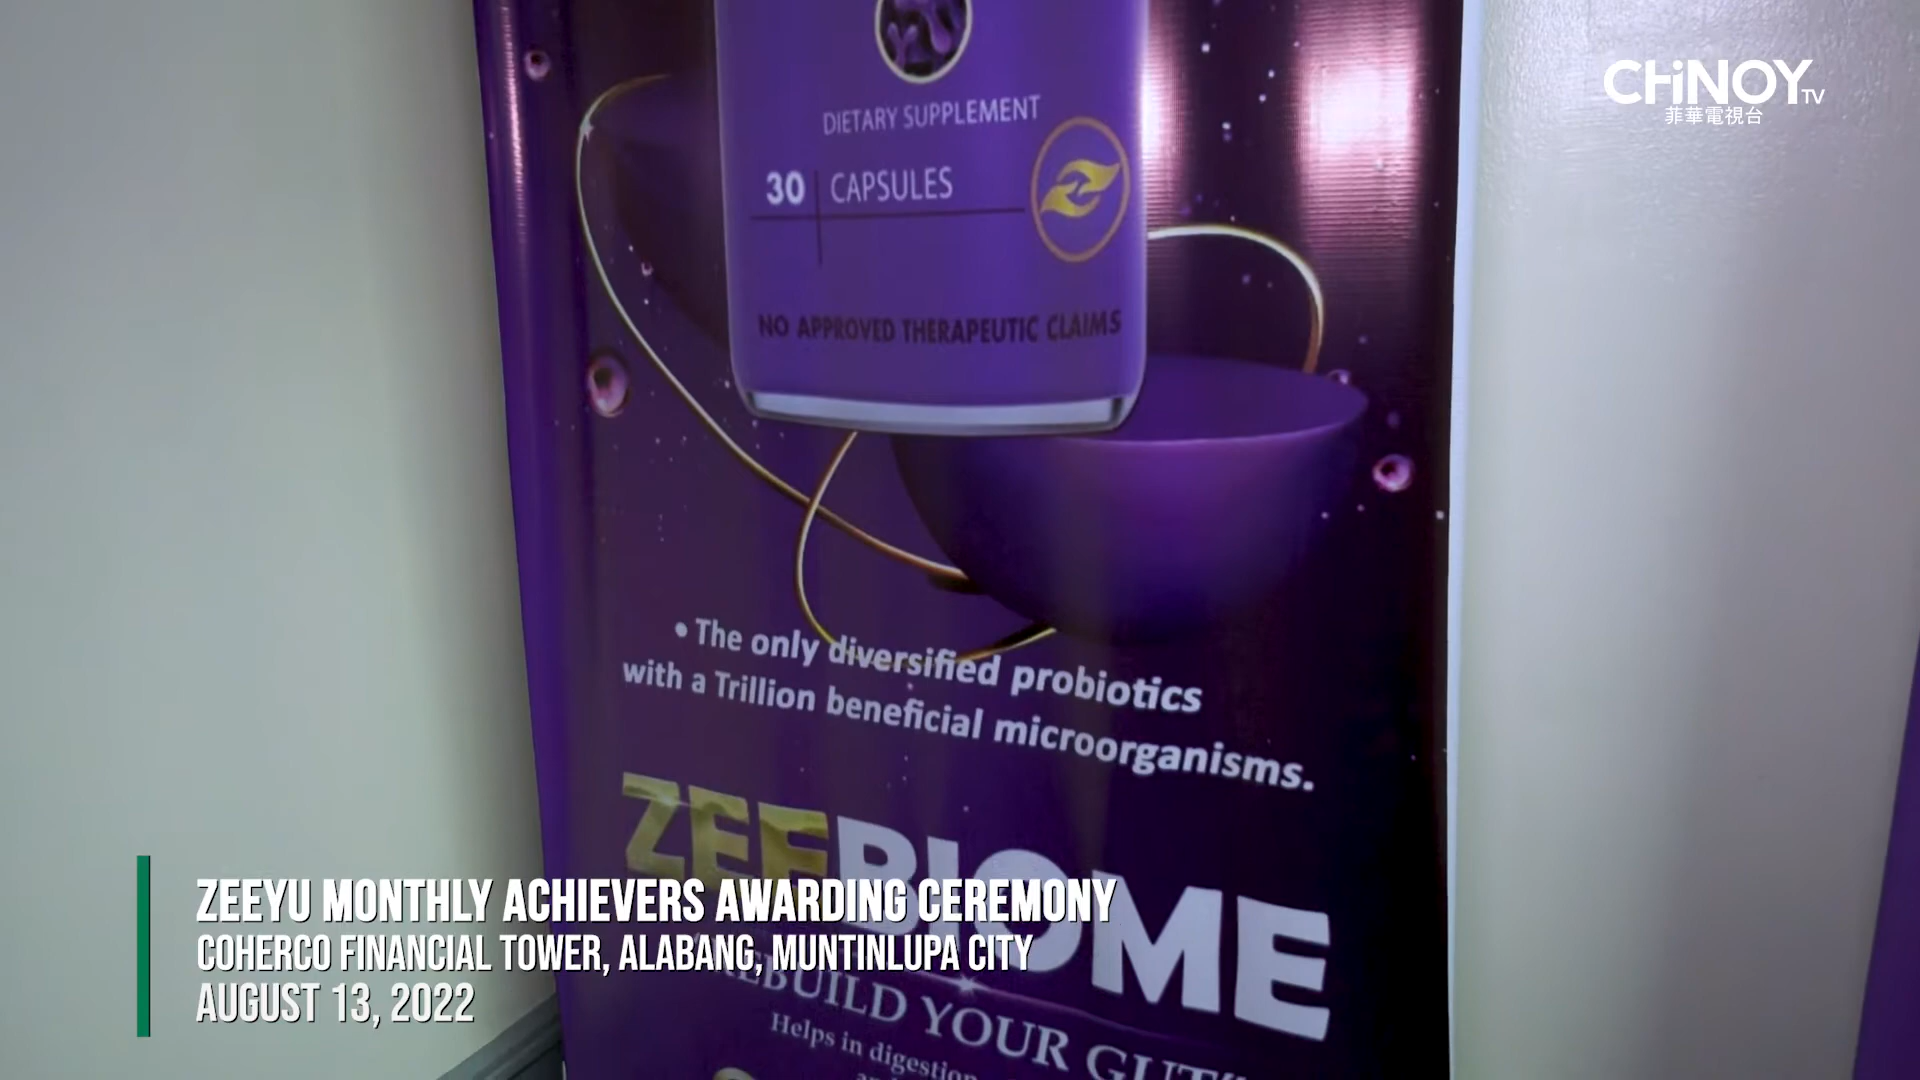 CHiNOY TV
菲華電視台
DIETARY SUPPLEMENT
30 CAPSULES
NO APPROVED THERAPEUTIC CLAIMS
• The only diversified probiotics
with a Trillion beneficial microorganisms.
ZEEBIOME
REBUILD YOUR GUT"
Helps in digestion
ZEEYU MONTHLY ACHIEVERS AWARDING CEREMONY
COHERCO FINANCIAL TOWER, ALABANG, MUNTINLUPA CITY
AUGUST 13, 2022